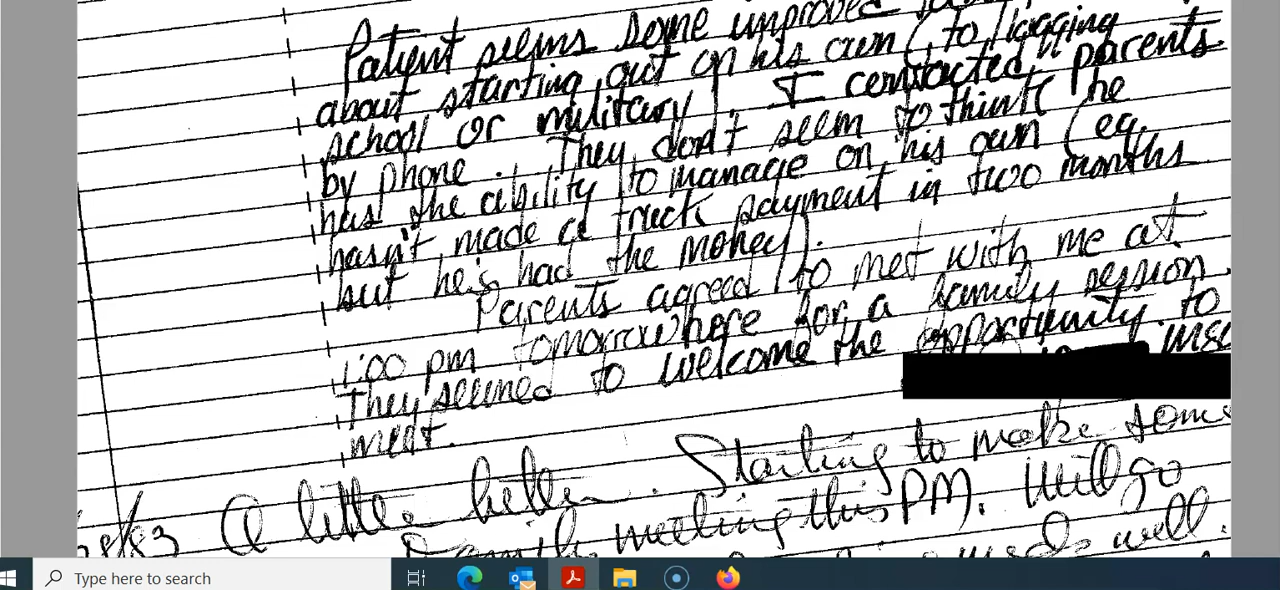 Patient seems some improved
about starting out on his own (to logging
school or military). I contacted parents
by phone. They don't seem to think he
has the ability to manage on his own (eg,
hasn't made a truck payment in two months
but he's had the money).
Parents agreed to met with me at
1:00 pm tomorrow here for a family session.
They seemed to welcome the opportunity to
meet.
8/83 A little better. Starting to make some
Family meeting this PM. Will go
well.
Type here to search